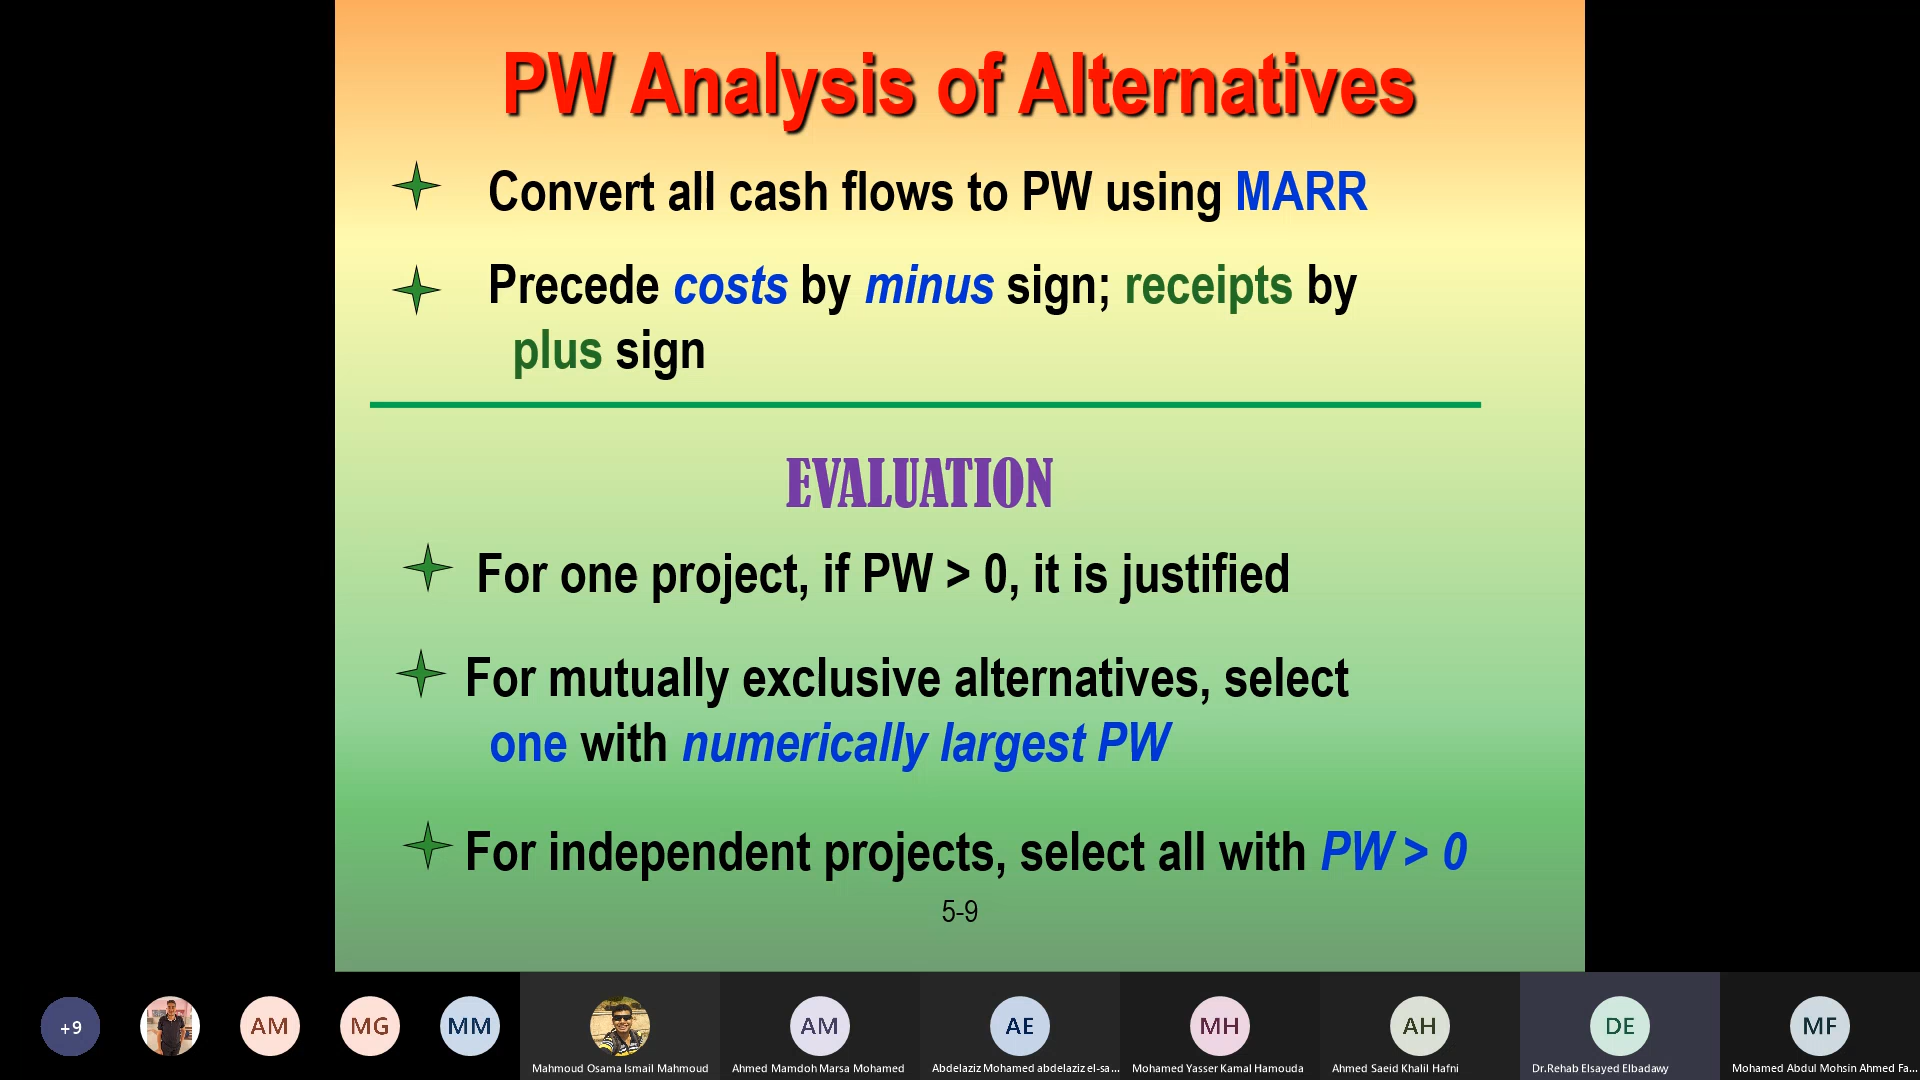 PW Analysis of Alternatives
Convert all cash flows to PW using MARR
Precede costs by minus sign; receipts by
plus sign
EVALUATION
For one project, if PW > 0, it is justified
For mutually exclusive alternatives, select
one with numerically largest PW
For independent projects, select all with PW > 0
5-9
+9
AM
MG
MM
AM
AE
MH
AH
DE
MF
Mahmoud Osama Ismail Mahmoud
Ahmed Mamdoh Marsa Mohamed
Abdelaziz Mohamed abdelaziz el-sa...
Mohamed Yasser Kamal Hamouda
Ahmed Saeid Khalil Hafni
Dr.Rehab Elsayed Elbadawy
Mohamed Abdul Mohsin Ahmed Fa...